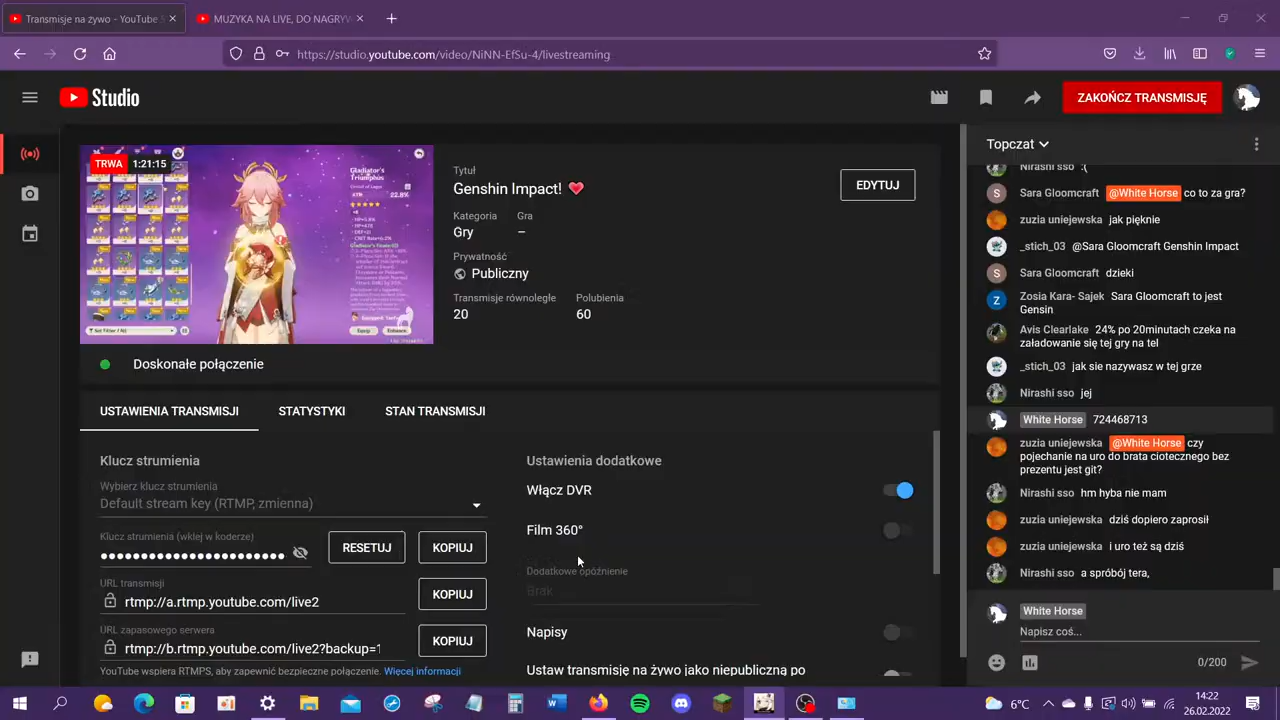 Transmisje na żywo – YouTube S
MUZYKA NA LIVE, DO NAGRYW
https://studio.youtube.com/video/NiNN-EfSu-4/livestreaming
Studio
ZAKOŃCZ TRANSMISJĘ
TRWA 1:21:15
Gladiator's
Triumphus
22.8%
Tytuł
Genshin Impact! ❤
EDYTUJ
Kategoria Gra
Gry –
Prywatność
Publiczny
Transmisje równoległe Polubienia
20 60
Doskonałe połączenie
USTAWIENIA TRANSMISJI STATYSTYKI STAN TRANSMISJI
Klucz strumienia
Wybierz klucz strumienia
Default stream key (RTMP, zmienna)
Klucz strumienia (wklej w koderze)
RESETUJ KOPIUJ
URL transmisji
rtmp://a.rtmp.youtube.com/live2
KOPIUJ
URL zapasowego serwera
rtmp://b.rtmp.youtube.com/live2?backup=1
KOPIUJ
YouTube wspiera RTMPS, aby zapewnić bezpieczne połączenie. Więcej informacji
Ustawienia dodatkowe
Włącz DVR
Film 360°
Dodatkowe opóźnienie
Brak
Napisy
Ustaw transmisję na żywo jako niepubliczną po
Topczat
Nirashi sso :(
Sara Gloomcraft @White Horse co to za gra?
zuzia uniejewska jak pięknie
_stich_03 @Sara Gloomcraft Genshin Impact
Sara Gloomcraft dzieki
Zosia Kara- Sajek Sara Gloomcraft to jest
Gensin
Avis Clearlake 24% po 20minutach czeka na
załadowanie się tej gry na tel
_stich_03 jak sie nazywasz w tej grze
Nirashi sso jej
White Horse 724468713
zuzia uniejewska @White Horse czy
pojechanie na uro do brata ciotecznego bez
prezentu jest git?
Nirashi sso hm hyba nie mam
zuzia uniejewska dziś dopiero zaprosił
zuzia uniejewska i uro też są dziś
Nirashi sso a spróbój tera,
White Horse
Napisz coś...
0/200
6°C
14:22
26.02.2022